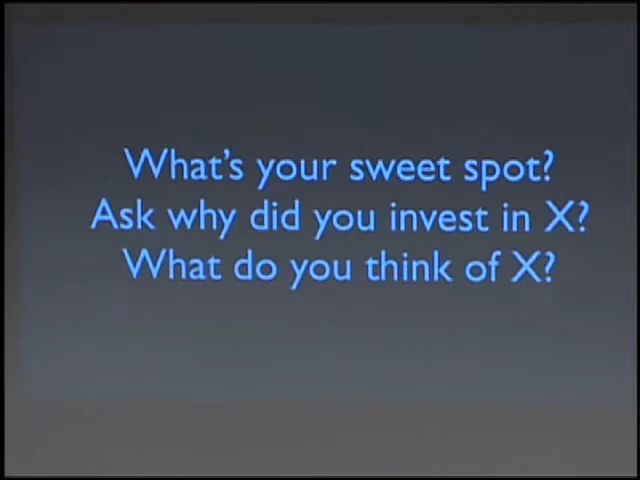 What's your sweet spot?
Ask why did you invest in X?
What do you think of X?